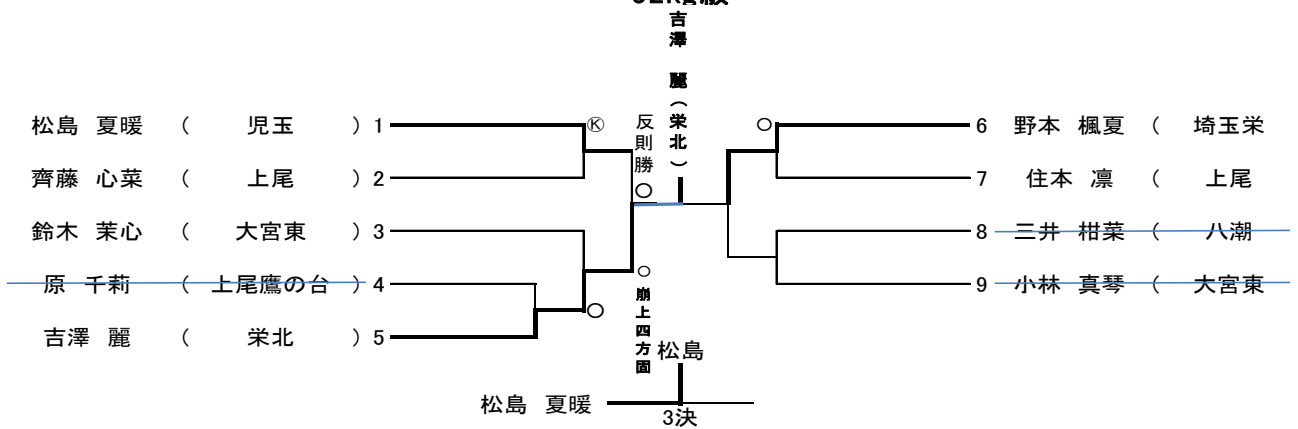 吉澤 麗(栄北)
松島 夏暖 ( 児玉 ) 1
齊藤 心菜 ( 上尾 ) 2
鈴木 茉心 ( 大宮東 ) 3
原 千莉 ( 上尾鷹の台 ) 4
吉澤 麗 ( 栄北 ) 5
Ⓚ
反則勝
○
○
崩上四方固
○
○
6 野本 楓夏 ( 埼玉栄
7 住本 凛 ( 上尾
8 三井 柑菜 ( 八潮
9 小林 真琴 ( 大宮東
松島
松島 夏暖
3決